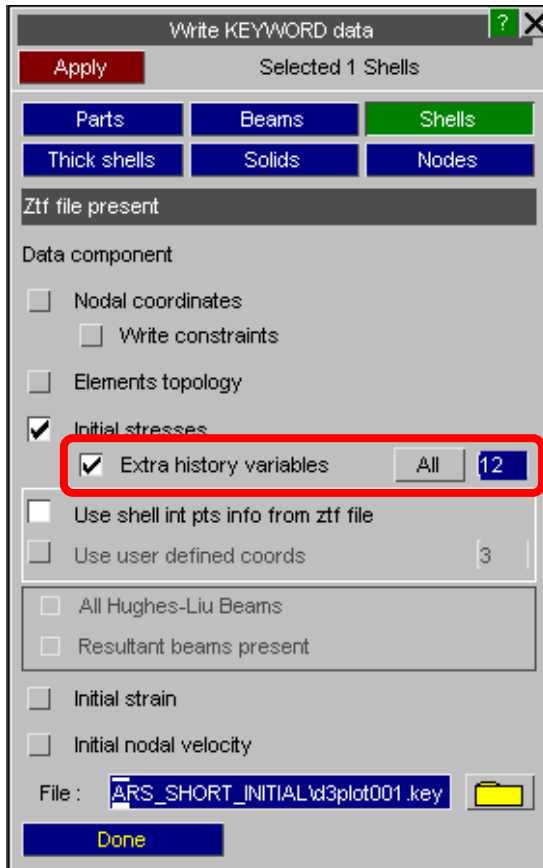 Write KEYWORD data ? X
Apply Selected 1 Shells
Parts Beams Shells
Thick shells Solids Nodes
Ztf file present
Data component
Nodal coordinates
Write constraints
Elements topology
Initial stresses
Extra history variables All 12
Use shell int pts info from ztf file
Use user defined coords 3
All Hughes-Liu Beams
Resultant beams present
Initial strain
Initial nodal velocity
File : ARS_SHORT_INITIAL\d3plot001.key
Done